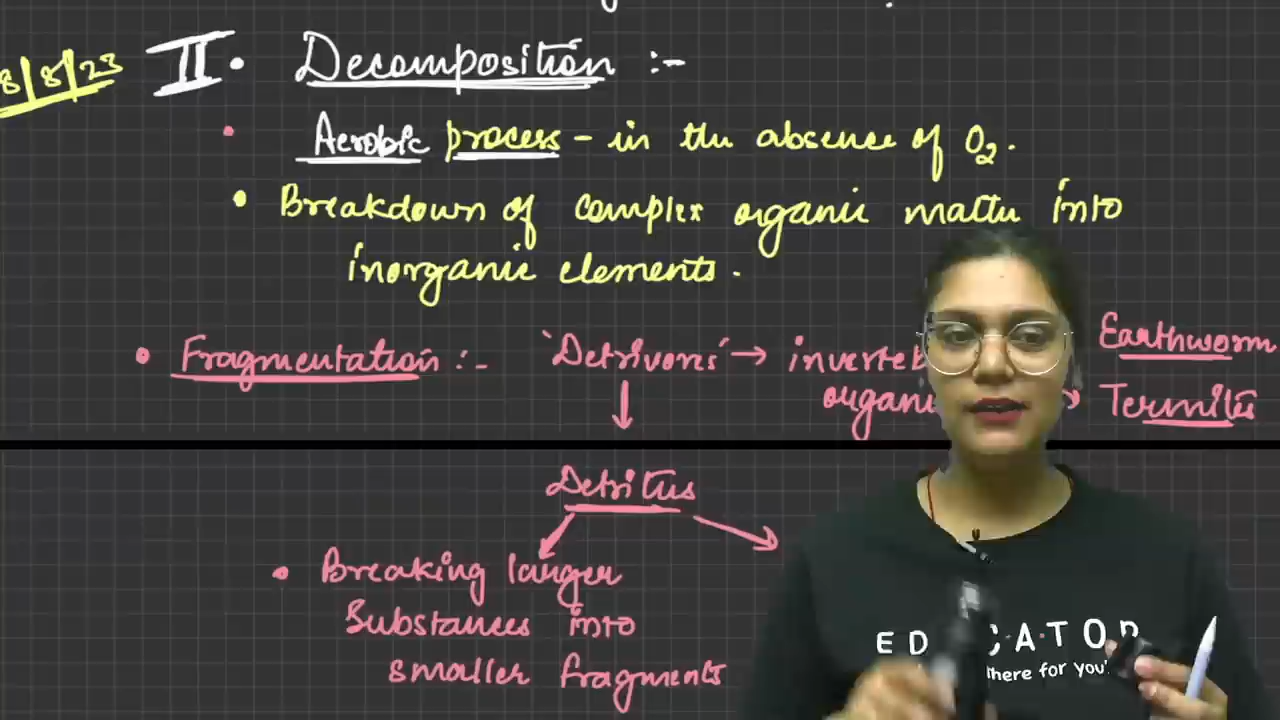 8/8/23 II. Decomposition :-
• Aerobic process - in the absence of O₂.
• Breakdown of complex organic matter into
inorganic elements.
• Fragmentation :- 'Detrivores' → inverteb Earthworm
organi → Termites
Detritus
• Breaking larger
Substances into
smaller fragments
EDUCATOR
here for you!